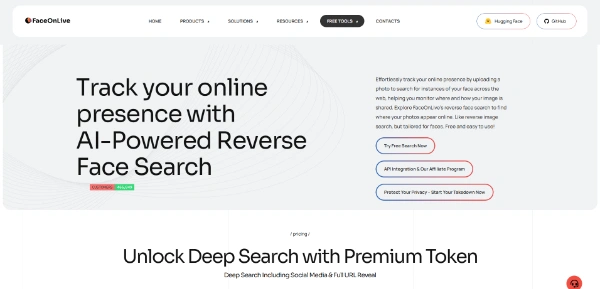 FaceOnLive
HOME
PRODUCTS
SOLUTIONS
RESOURCES
FREE TOOLS
CONTACTS
Hugging Face
GitHub
Track your online
presence with
AI-Powered Reverse
Face Search
Effortlessly track your online presence by uploading a
photo to search for instances of your face across the
web, helping you monitor where and how your image is
shared. Explore FaceOnLive's reverse face search to find
where your photos appear online. Like reverse image
search, but tailored for faces. Free and easy to use!
Try Free Search Now
API Integration & Our Affiliate Program
Protect Your Privacy - Start Your Takedown Now
/ pricing /
Unlock Deep Search with Premium Token
Deep Search Including Social Media & Full URL Reveal